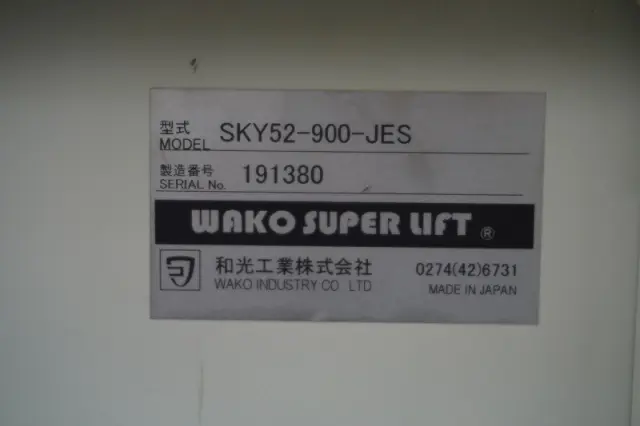 型式
MODEL SKY52-900-JES
製造番号
SERIAL No. 191380
WAKO SUPER LIFT ®
和光工業株式会社 0274(42)6731
WAKO INDUSTRY CO LTD MADE IN JAPAN